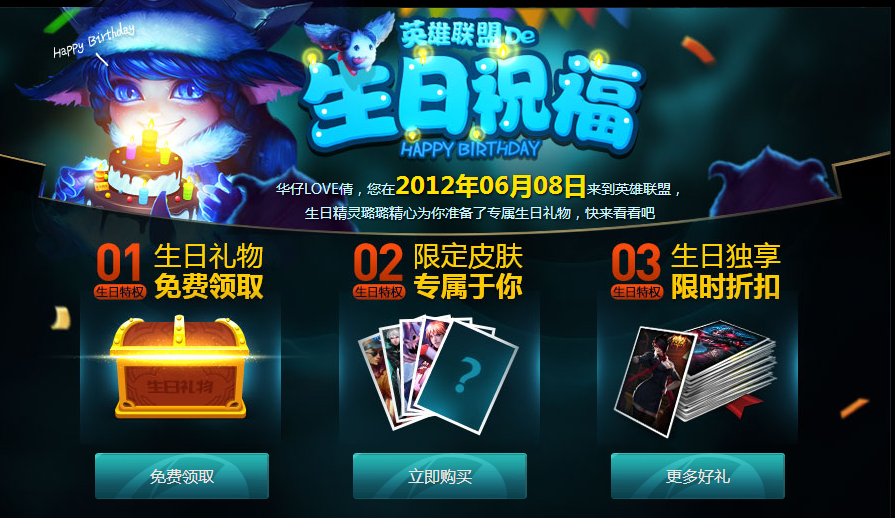 Happy Birthday
英雄联盟De
生日祝福
HAPPY BIRTHDAY
华仔LOVE倩，您在2012年06月08日来到英雄联盟，
生日精灵璐璐精心为你准备了专属生日礼物，快来看看吧
01 生日礼物
生日特权 免费领取
02 限定皮肤
生日特权 专属于你
03 生日独享
生日特权 限时折扣
生日礼物
?
免费领取
立即购买
更多好礼